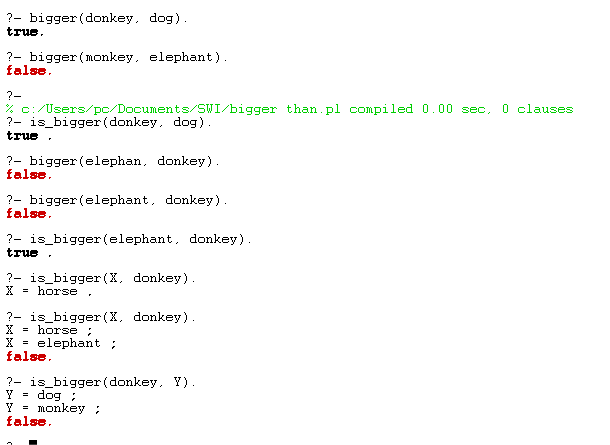 ?- bigger(donkey, dog).
true.
?- bigger(monkey, elephant).
false.
?-
% c:/Users/pc/Documents/SWI/bigger than.pl compiled 0.00 sec, 0 clauses
?- is_bigger(donkey, dog).
true .
?- bigger(elephan, donkey).
false.
?- bigger(elephant, donkey).
false.
?- is_bigger(elephant, donkey).
true .
?- is_bigger(X, donkey).
X = horse .
?- is_bigger(X, donkey).
X = horse ;
X = elephant ;
false.
?- is_bigger(donkey, Y).
Y = dog ;
Y = monkey ;
false.
?-